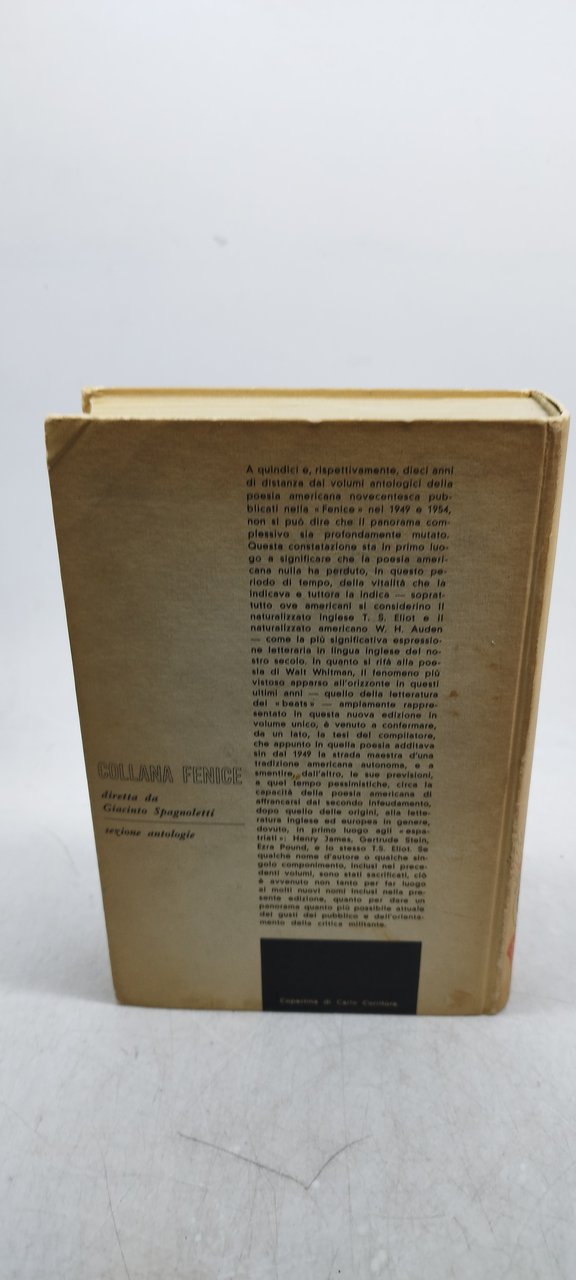 A quindici e, rispettivamente, dieci anni
di distanza dai volumi antologici della
poesia americana novecentesca pub-
blicati nella «Fenice» nel 1949 e 1954,
non si può dire che il panorama com-
plessivo sia profondamente mutato.
Questa constatazione sta in primo luo-
go a significare che la poesia ameri-
cana nulla ha perduto, in questo pe-
riodo di tempo, della vitalità che la
indicava e tuttora la indica — soprat-
tutto ove americani si considerino il
naturalizzato inglese T. S. Eliot e il
naturalizzato americano W. H. Auden
— come la più significativa espressio-
ne letteraria in lingua inglese del no-
stro secolo. In quanto si rifà alla poe-
sia di Walt Whitman, il fenomeno più
vistoso apparso all'orizzonte in questi
ultimi anni — quello della letteratura
dei «beats» — ampiamente rappre-
sentato in questa nuova edizione in
volume unico, è venuto a confermare,
da un lato, la tesi del compilatore,
che appunto in quella poesia additava
sin dal 1949 la strada maestra d'una
tradizione americana autonoma, e a
smentire, dall'altro, le sue previsioni,
a quel tempo pessimistiche, circa la
capacità della poesia americana di
affrancarsi dal secondo infeudamento,
dopo quello delle origini, alla lette-
ratura inglese ed europea in genere,
dovuto, in primo luogo agli «espa-
triati»: Henry James, Gertrude Stein,
Ezra Pound, e lo stesso T.S. Eliot. Se
qualche nome d'autore o qualche sin-
golo componimento, inclusi nei prece-
denti volumi, sono stati sacrificati, ciò
è avvenuto non tanto per far luogo
ai molti nuovi nomi inclusi nella pre-
sente edizione, quanto per dare un
panorama quanto più possibile attuale
dei gusti del pubblico e dell'orienta-
mento della critica militante.
COLLANA FENICE
diretta da
Giacinto Spagnoletti
sezione antologie
Copertina di Carlo